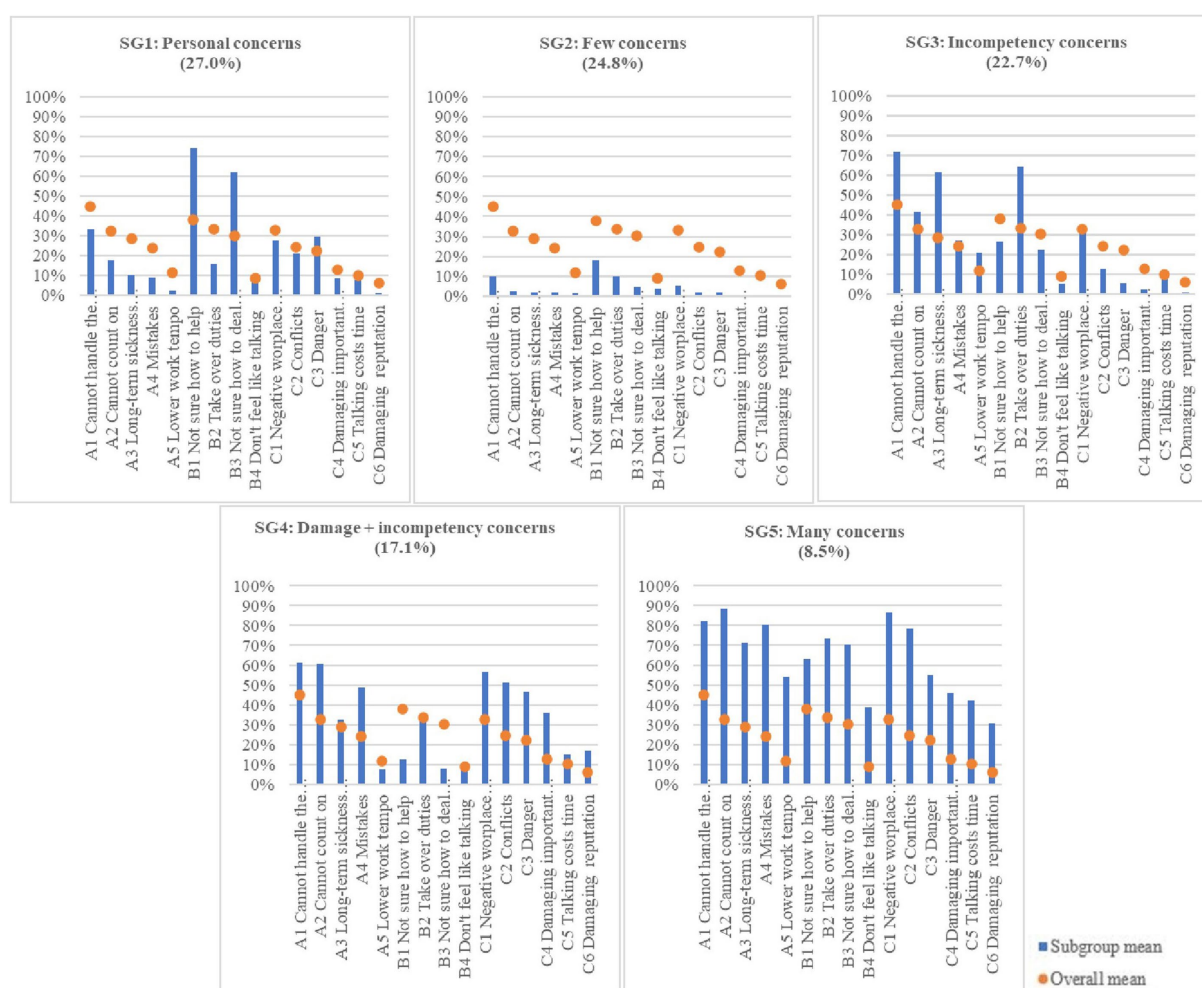 SG1: Personal concerns
(27.0%)
100%
90%
80%
70%
60%
50%
40%
30%
20%
10%
0%
A1 Cannot handle the..
A2 Cannot count on
A3 Long-term sickness..
A4 Mistakes
A5 Lower work tempo
B1 Not sure how to help
B2 Take over duties
B3 Not sure how to deal..
B4 Don't feel like talking
C1 Negative worplace..
C2 Conflicts
C3 Danger
C4 Damaging important..
C5 Talking costs time
C6 Damaging reputation
SG2: Few concerns
(24.8%)
100%
90%
80%
70%
60%
50%
40%
30%
20%
10%
0%
A1 Cannot handle the..
A2 Cannot count on
A3 Long-term sickness..
A4 Mistakes
A5 Lower work tempo
B1 Not sure how to help
B2 Take over duties
B3 Not sure how to deal..
B4 Don't feel like talking
C1 Negative worplace..
C2 Conflicts
C3 Danger
C4 Damaging important..
C5 Talking costs time
C6 Damaging reputation
SG3: Incompetency concerns
(22.7%)
100%
90%
80%
70%
60%
50%
40%
30%
20%
10%
0%
A1 Cannot handle the..
A2 Cannot count on
A3 Long-term sickness..
A4 Mistakes
A5 Lower work tempo
B1 Not sure how to help
B2 Take over duties
B3 Not sure how to deal..
B4 Don't feel like talking
C1 Negative worplace..
C2 Conflicts
C3 Danger
C4 Damaging important..
C5 Talking costs time
C6 Damaging reputation
SG4: Damage + incompetency concerns
(17.1%)
100%
90%
80%
70%
60%
50%
40%
30%
20%
10%
0%
A1 Cannot handle the..
A2 Cannot count on
A3 Long-term sickness..
A4 Mistakes
A5 Lower work tempo
B1 Not sure how to help
B2 Take over duties
B3 Not sure how to deal..
B4 Don't feel like talking
C1 Negative worplace..
C2 Conflicts
C3 Danger
C4 Damaging important..
C5 Talking costs time
C6 Damaging reputation
SG5: Many concerns
(8.5%)
100%
90%
80%
70%
60%
50%
40%
30%
20%
10%
0%
A1 Cannot handle the..
A2 Cannot count on
A3 Long-term sickness..
A4 Mistakes
A5 Lower work tempo
B1 Not sure how to help
B2 Take over duties
B3 Not sure how to deal..
B4 Don't feel like talking
C1 Negative worplace..
C2 Conflicts
C3 Danger
C4 Damaging important..
C5 Talking costs time
C6 Damaging reputation
Subgroup mean
Overall mean